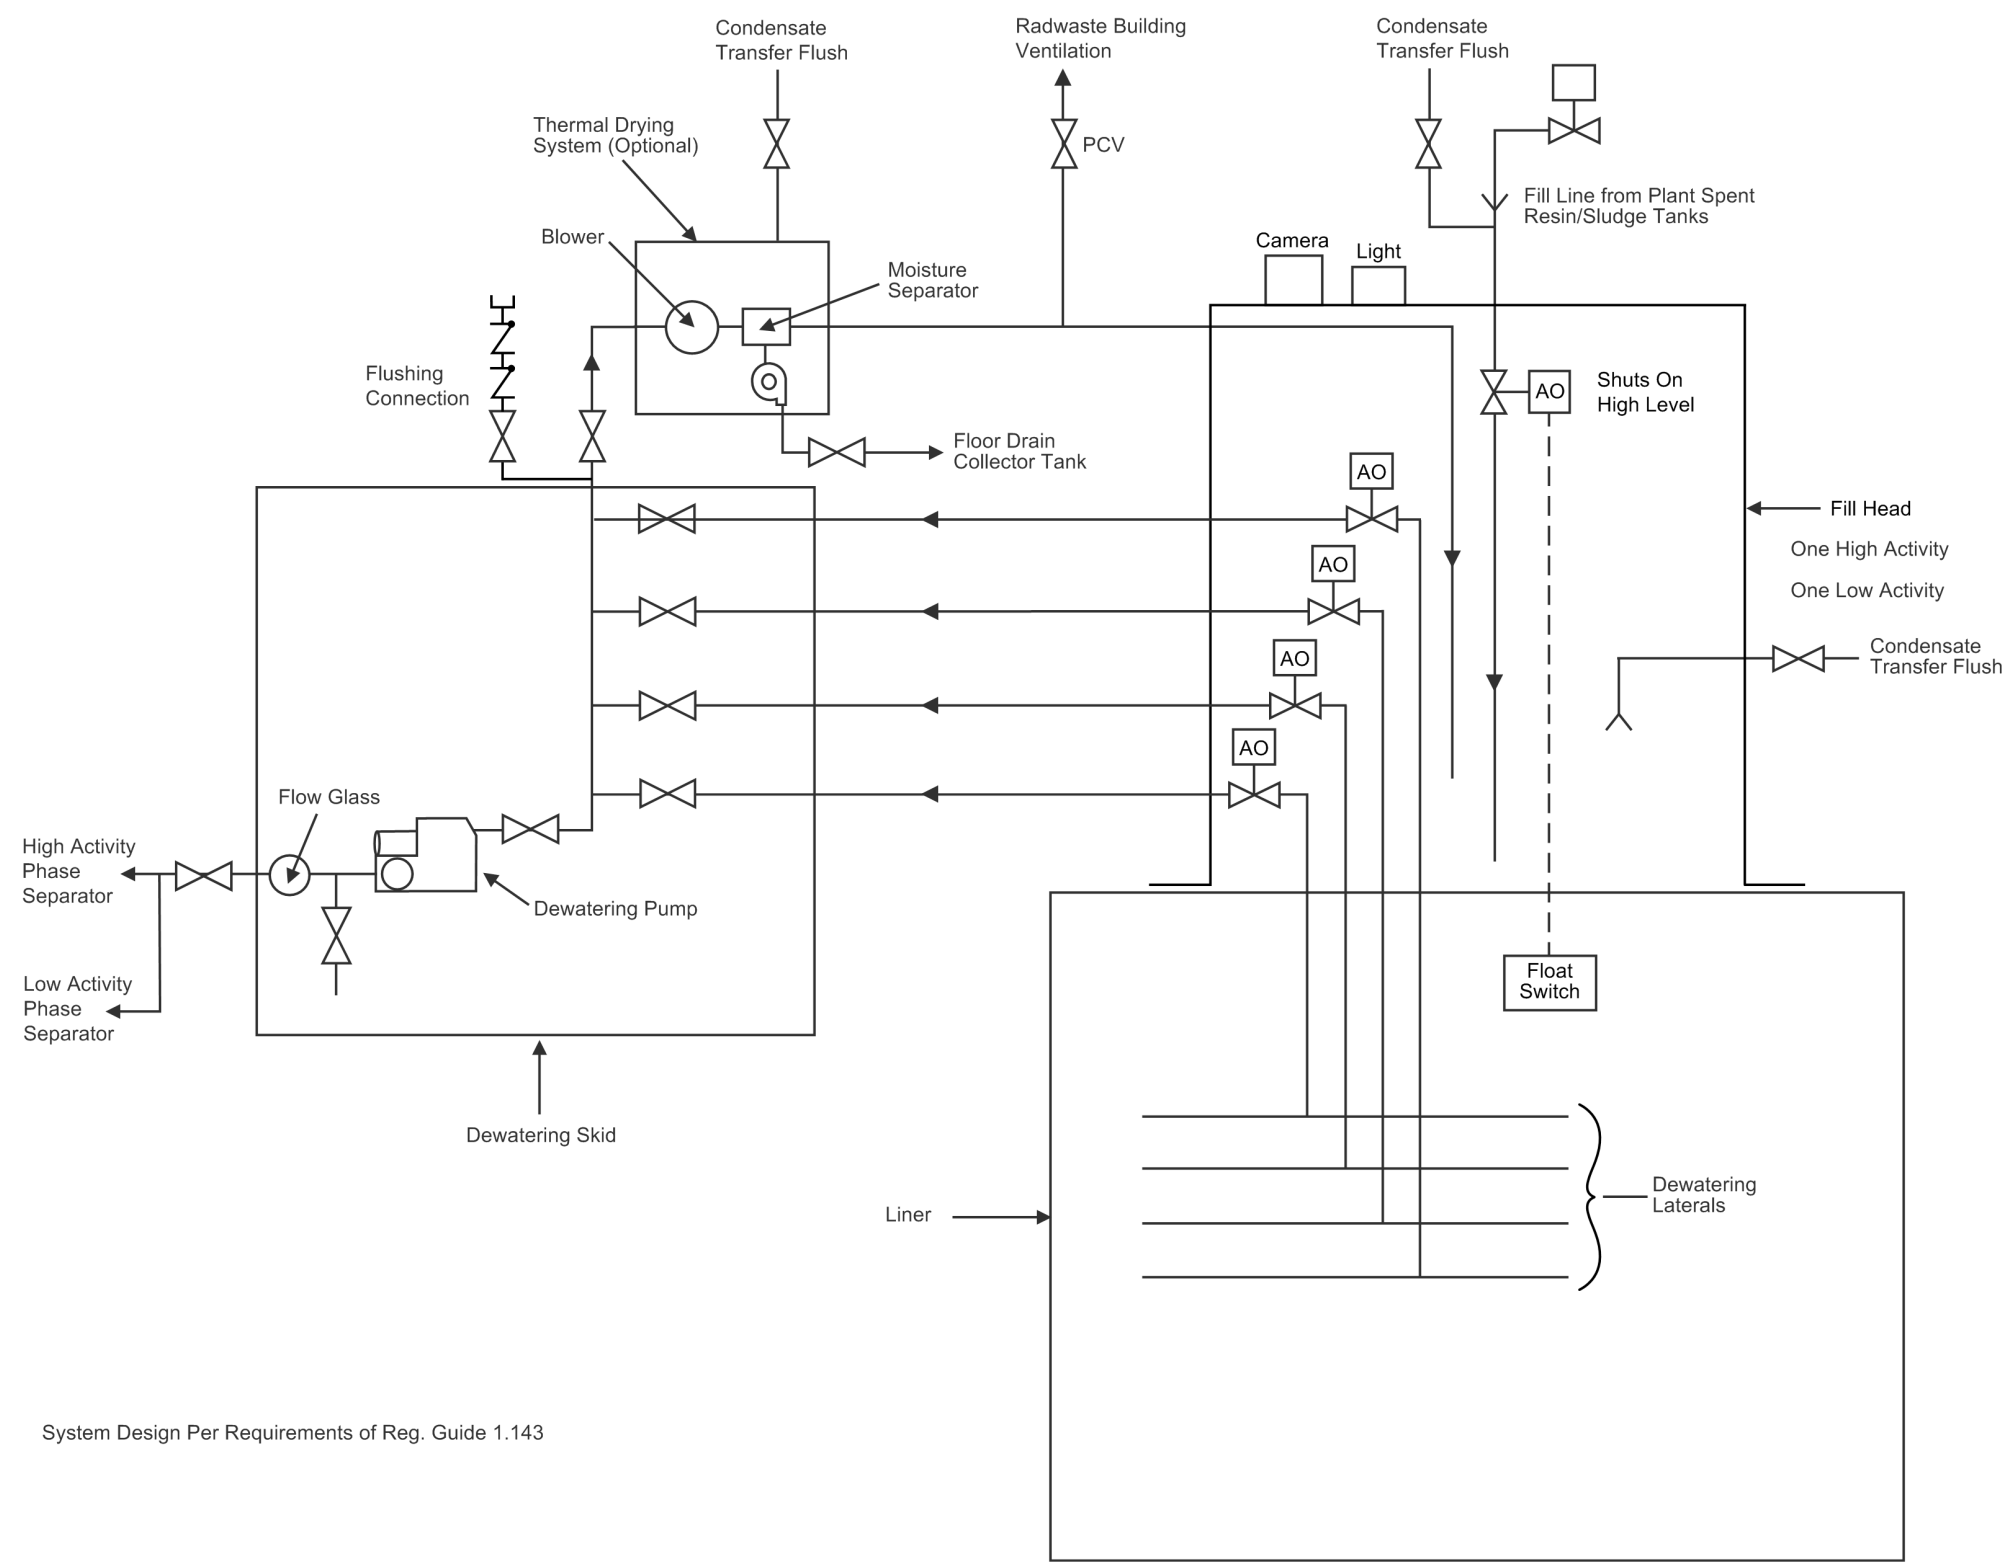 Condensate
Transfer Flush
Radwaste Building
Ventilation
Condensate
Transfer Flush
Thermal Drying
System (Optional)
PCV
Fill Line from Plant Spent
Resin/Sludge Tanks
Blower
Camera
Light
Moisture
Separator
Flushing
Connection
AO
Shuts On
High Level
Floor Drain
Collector Tank
AO
Fill Head
One High Activity
One Low Activity
AO
AO
Condensate
Transfer Flush
AO
Flow Glass
High Activity
Phase
Separator
Dewatering Pump
Low Activity
Phase
Separator
Float
Switch
Dewatering Skid
Dewatering
Laterals
Liner
System Design Per Requirements of Reg. Guide 1.143